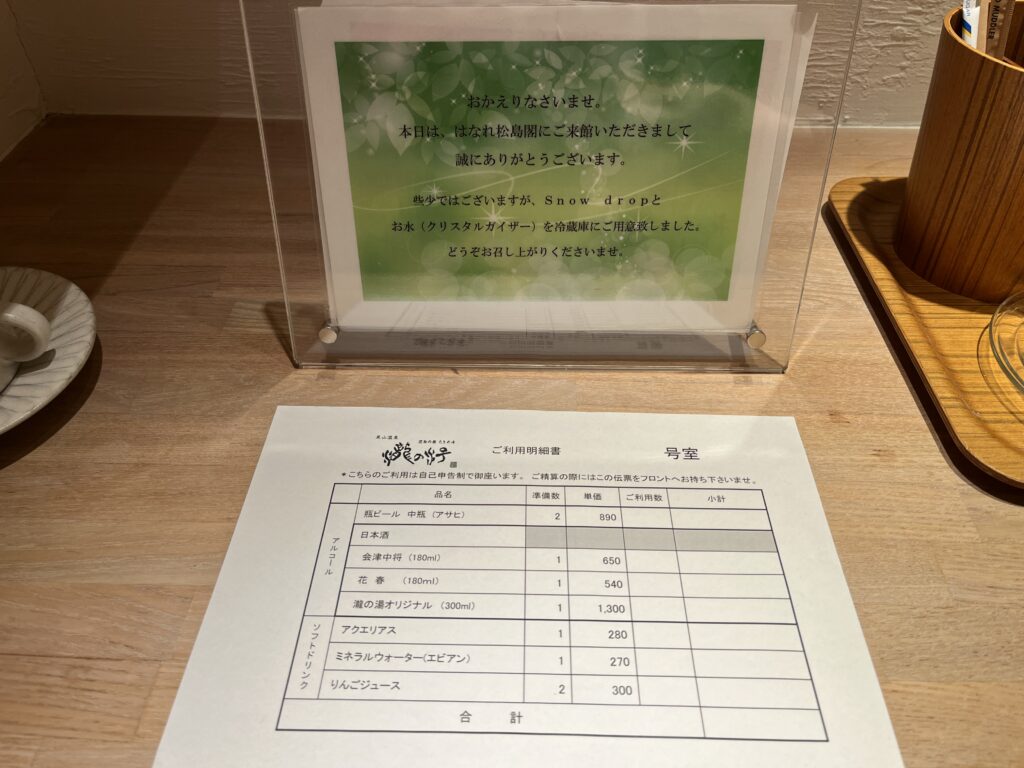 MUDDLER
おかえりなさいませ。
本日は、はなれ松島閣にご来館いただきまして
誠にありがとうございます。
些少ではございますが、Snow dropと
お水（クリスタルガイザー）を冷蔵庫にご用意致しました。
どうぞお召し上がりくださいませ。
ご利用明細書 号室
*こちらのご利用は自己申告制で御座います。 ご精算の際にはこの伝票をフロントへお持ち下さいませ。
品名 準備数 単価 ご利用数 小計
アルコール
瓶ビール 中瓶（アサヒ） 2 890
日本酒
会津中将（180ml） 1 650
花 春 （180ml） 1 540
瀧の湯オリジナル （300ml） 1 1,300
ソフトドリンク
アクエリアス 1 280
ミネラルウォーター(エビアン) 1 270
りんごジュース 2 300
合 計